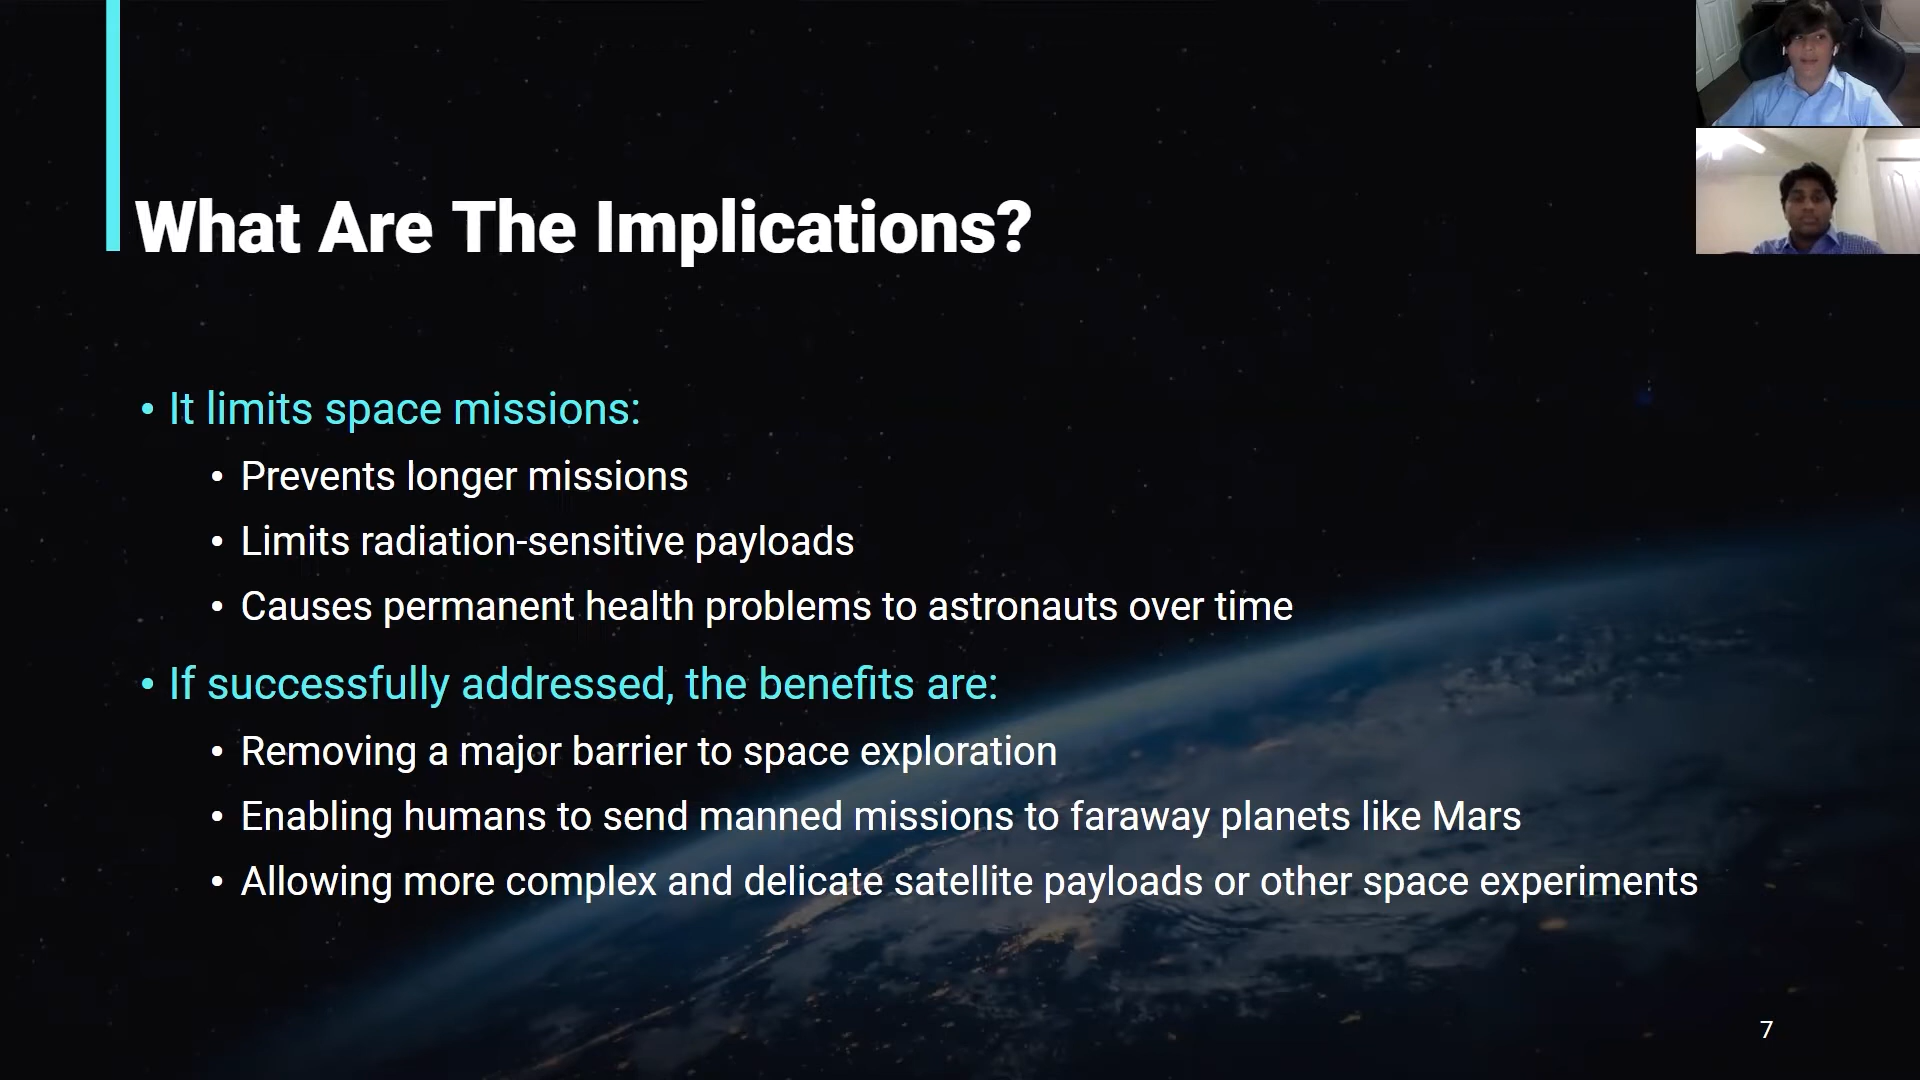 What Are The Implications?
• It limits space missions:
• Prevents longer missions
• Limits radiation-sensitive payloads
• Causes permanent health problems to astronauts over time
• If successfully addressed, the benefits are:
• Removing a major barrier to space exploration
• Enabling humans to send manned missions to faraway planets like Mars
• Allowing more complex and delicate satellite payloads or other space experiments
7